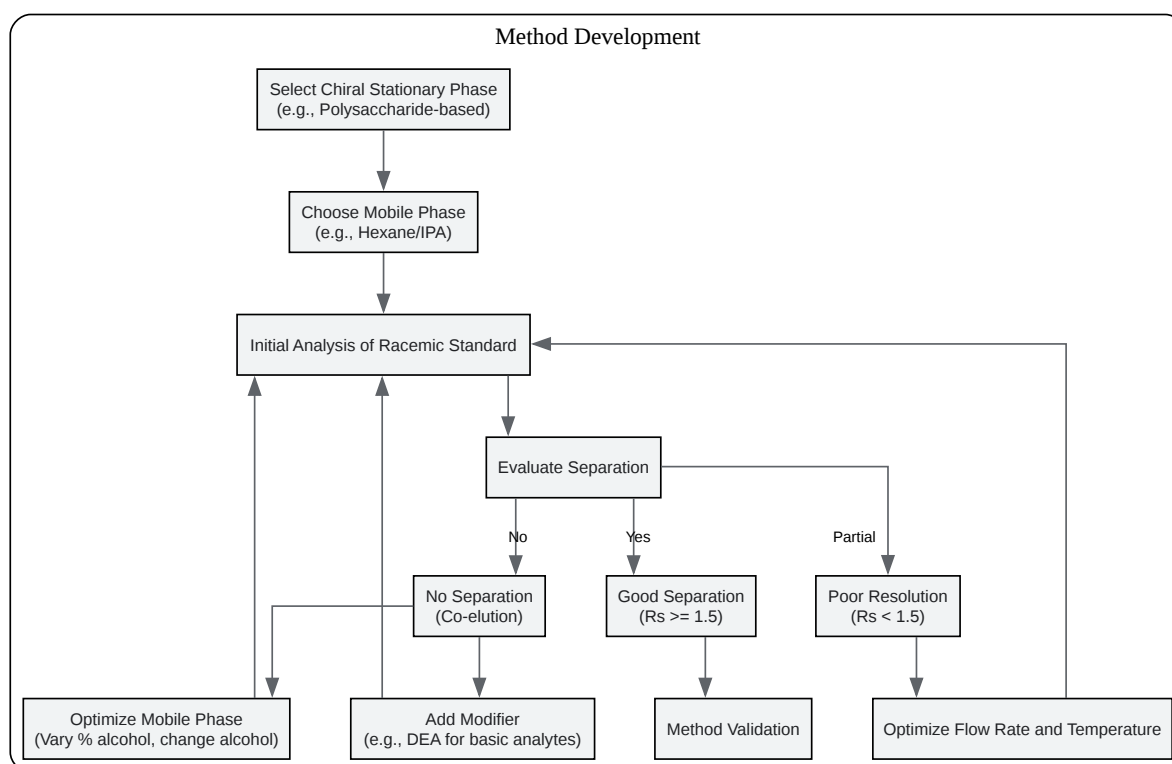 Method Development
Select Chiral Stationary Phase
(e.g., Polysaccharide-based)
Choose Mobile Phase
(e.g., Hexane/IPA)
Initial Analysis of Racemic Standard
Evaluate Separation
No
Yes
Partial
No Separation
(Co-elution)
Good Separation
(Rs >= 1.5)
Poor Resolution
(Rs < 1.5)
Optimize Mobile Phase
(Vary % alcohol, change alcohol)
Add Modifier
(e.g., DEA for basic analytes)
Method Validation
Optimize Flow Rate and Temperature